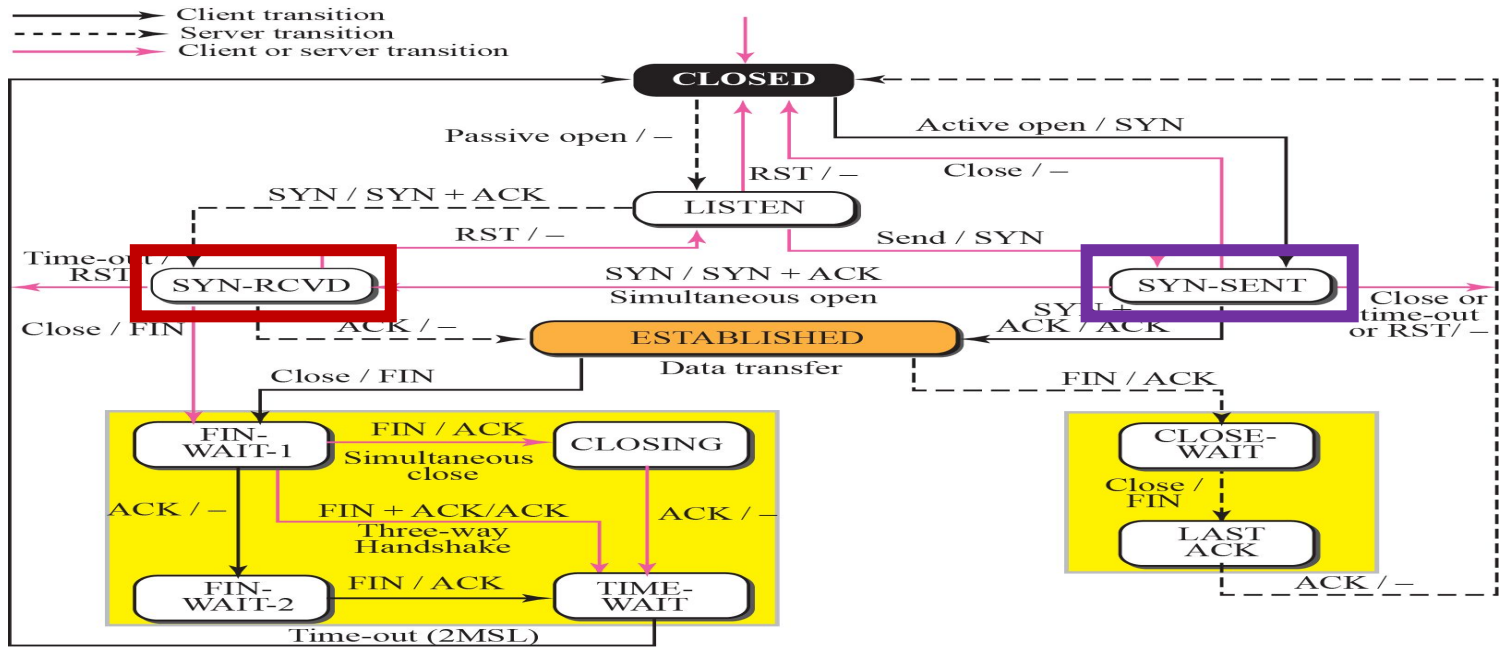 Client transition
Server transition
Client or server transition
CLOSED
Passive open / –
Active open / SYN
RST / –
Close / –
SYN / SYN + ACK
LISTEN
RST / –
Send / SYN
Time-out /
RST
SYN-RCVD
SYN / SYN + ACK
Simultaneous open
SYN-SENT
Close or
time-out
or RST/ –
Close / FIN
ACK / –
ESTABLISHED
SYN +
ACK / ACK
Data transfer
Close / FIN
FIN / ACK
FIN-
WAIT-1
FIN / ACK
Simultaneous
close
CLOSING
CLOSE-
WAIT
Close /
FIN
ACK / –
FIN + ACK/ACK
Three-way
Handshake
ACK / –
LAST
ACK
FIN-
WAIT-2
FIN / ACK
TIME-
WAIT
ACK / –
Time-out (2MSL)